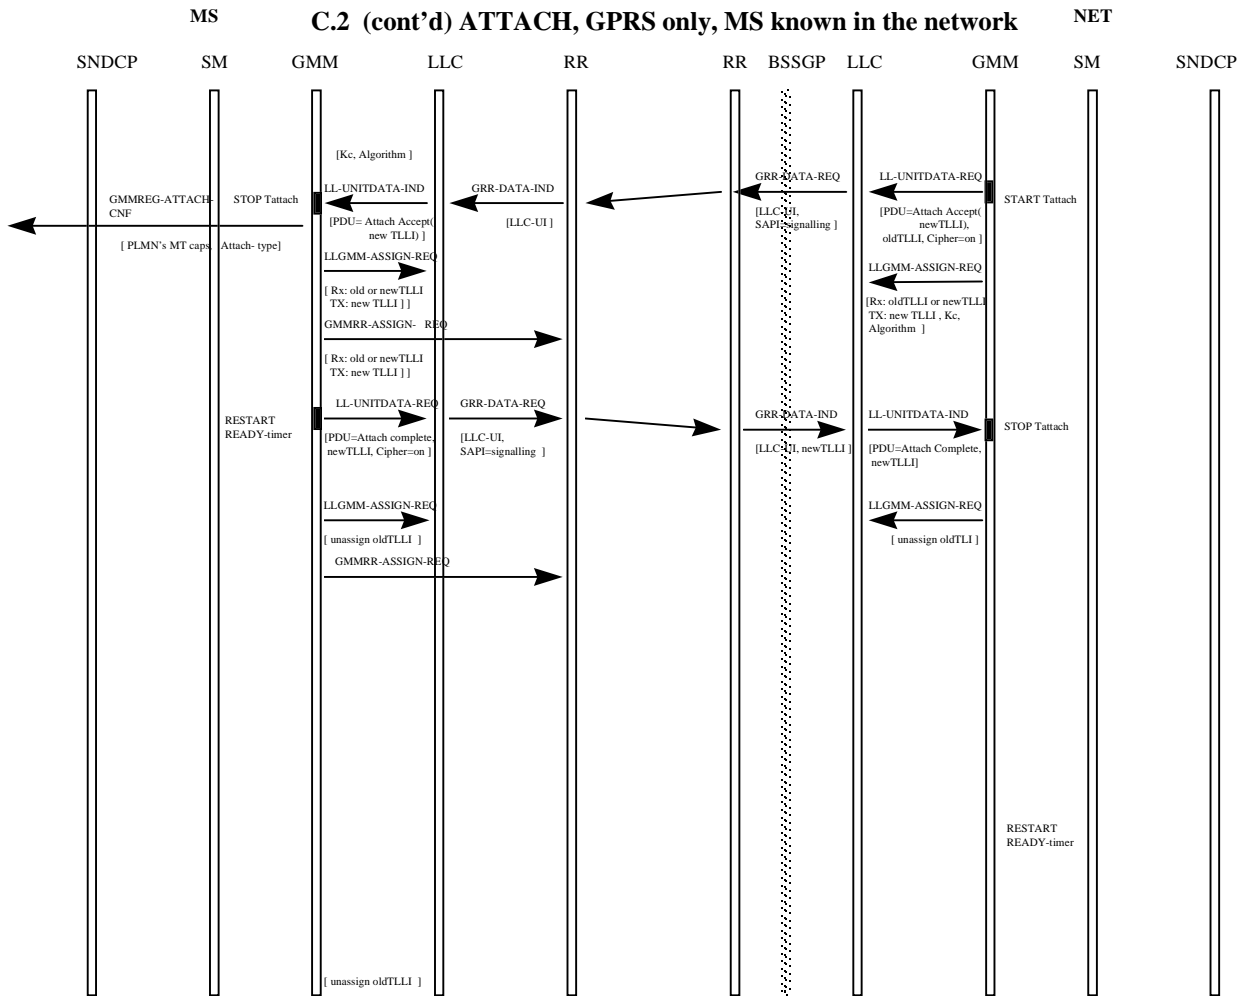 MS
C.2 (cont'd) ATTACH, GPRS only, MS known in the network
NET
SNDCP SM GMM LLC RR RR BSSGP LLC GMM SM SNDCP
[Kc, Algorithm ]
GRR-DATA-REQ
LL-UNITDATA-REQ
LL-UNITDATA-IND
GRR-DATA-IND
GMMREG-ATTACH-
CNF
STOP Tattach
START Tattach
[LLC-UI,
SAPI=signalling ]
[PDU=Attach Accept(
newTLLI),
oldTLLI, Cipher=on ]
[PDU= Attach Accept(
new TLLI) ]
[LLC-UI ]
[ PLMN's MT caps, Attach- type]
LLGMM-ASSIGN-REQ
LLGMM-ASSIGN-REQ
[ Rx: old or newTLLI
TX: new TLLI ] ]
[Rx: oldTLLI or newTLLI
TX: new TLLI , Kc,
Algorithm ]
GMMRR-ASSIGN- REQ
[ Rx: old or newTLLI
TX: new TLLI ] ]
LL-UNITDATA-REQ
GRR-DATA-REQ
GRR-DATA-IND
LL-UNITDATA-IND
RESTART
READY-timer
STOP Tattach
[PDU=Attach complete,
newTLLI, Cipher=on ]
[LLC-UI,
SAPI=signalling ]
[LLC-UI, newTLLI ]
[PDU=Attach Complete,
newTLLI]
LLGMM-ASSIGN-REQ
LLGMM-ASSIGN-REQ
[ unassign oldTLLI ]
[ unassign oldTLI ]
GMMRR-ASSIGN-REQ
RESTART
READY-timer
[ unassign oldTLLI ]